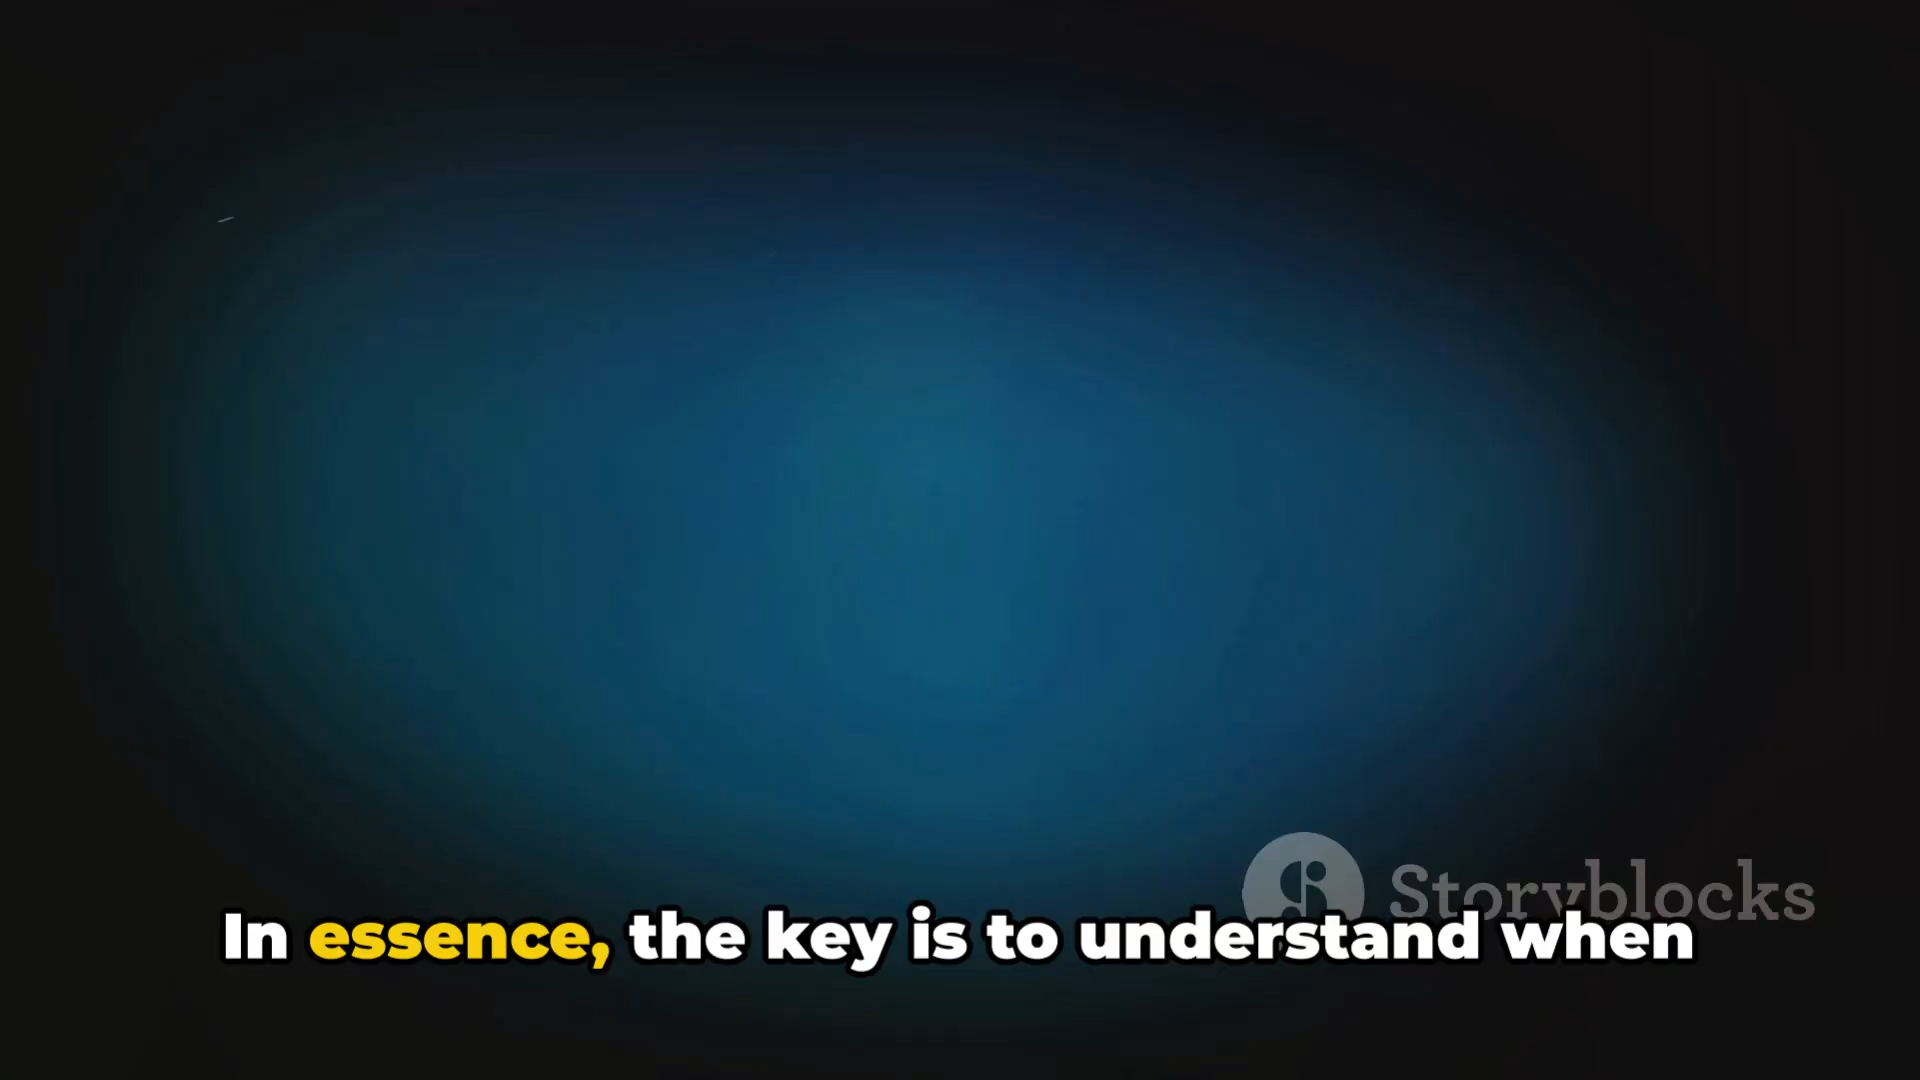 Storyblocks
In essence, the key is to understand when